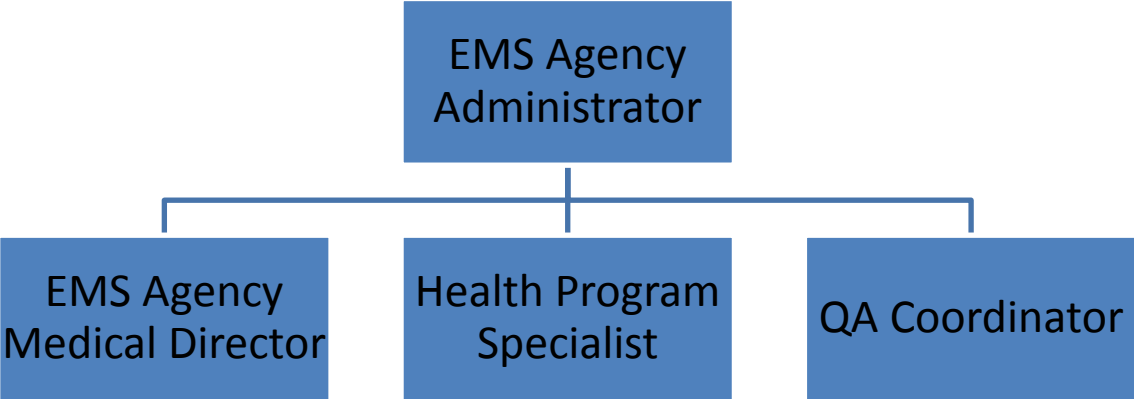 EMS Agency
Administrator
EMS Agency
Medical Director
Health Program
Specialist
QA Coordinator